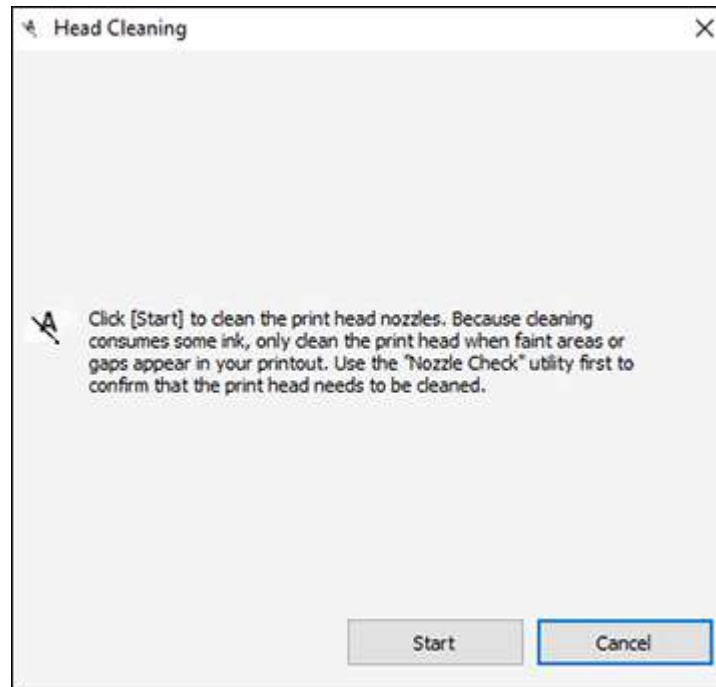 Head Cleaning
Click [Start] to clean the print head nozzles. Because cleaning
consumes some ink, only clean the print head when faint areas or
gaps appear in your printout. Use the "Nozzle Check" utility first to
confirm that the print head needs to be cleaned.
Start
Cancel